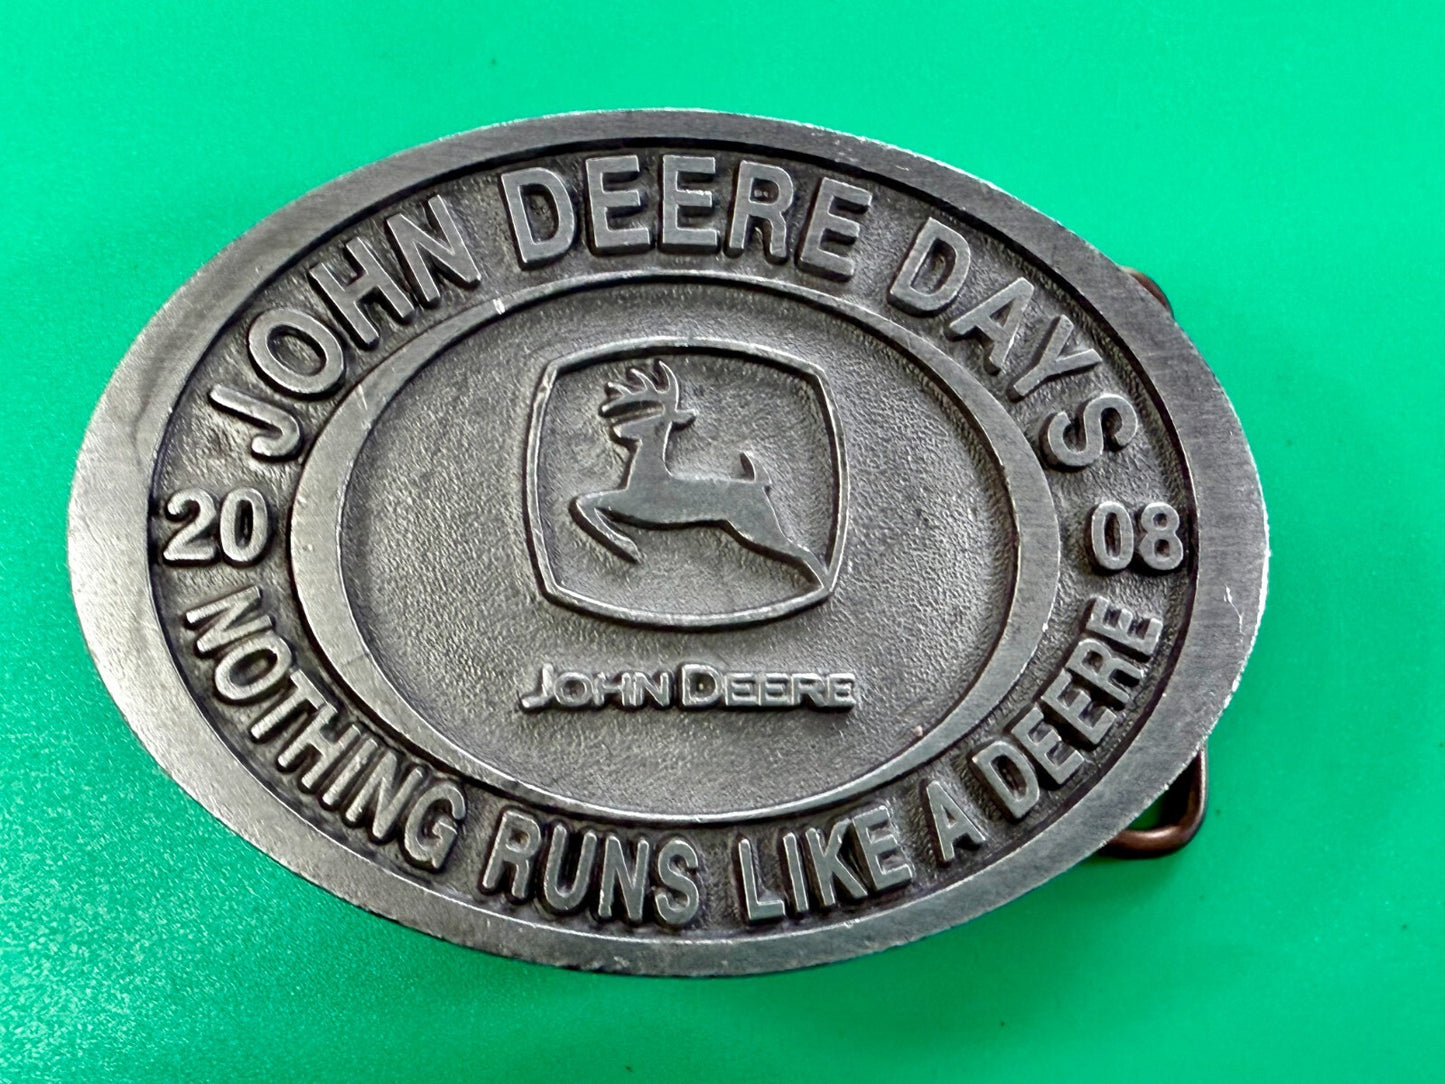 JOHN DEERE DAYS
20 08
JOHN DEERE
NOTHING RUNS LIKE A DEERE